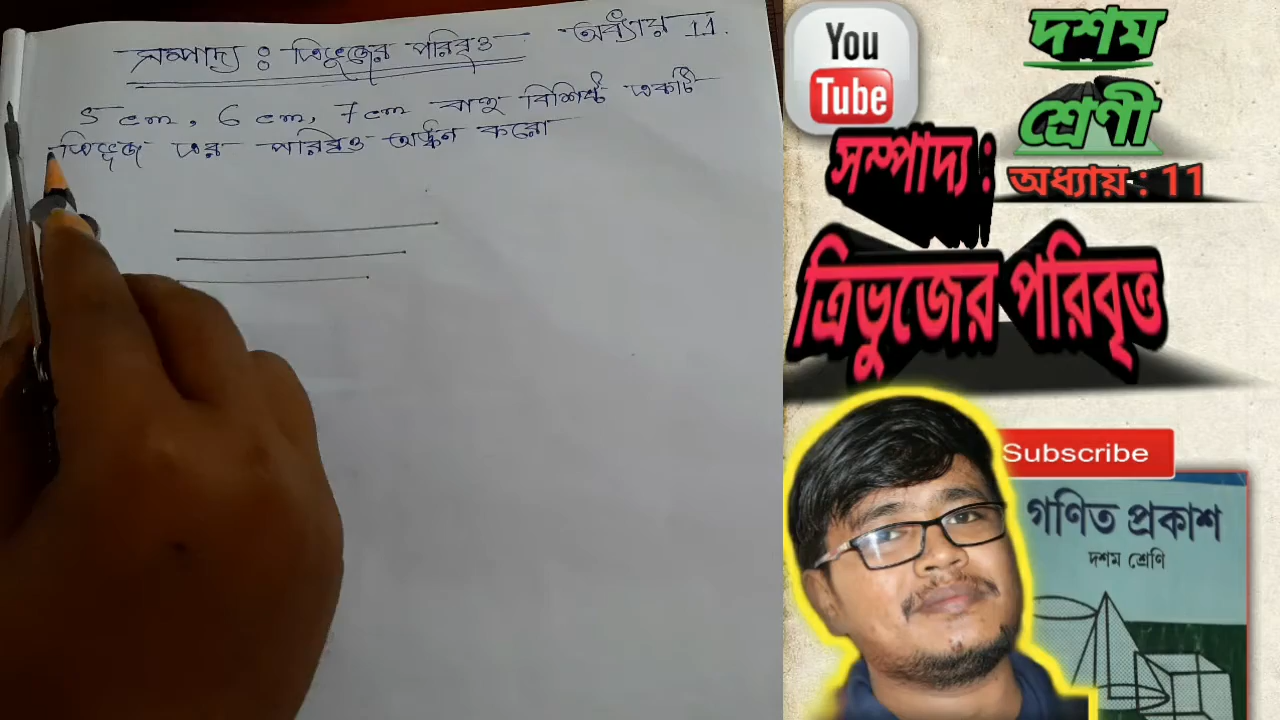 সম্পাদ্য : ত্রিভুজের পরিবৃত্ত
অধ্যায় 11.
5 cm, 6 cm, 7 cm বাহু বিশিষ্ট একটি
ত্রিভুজ এর পরিবৃত্ত অঙ্কন করো
You
Tube
দশম
শ্রেণী
সম্পাদ্য :
অধ্যায় : 11
ত্রিভুজের পরিবৃত্ত
Subscribe
গণিত প্রকাশ
দশম শ্রেণি